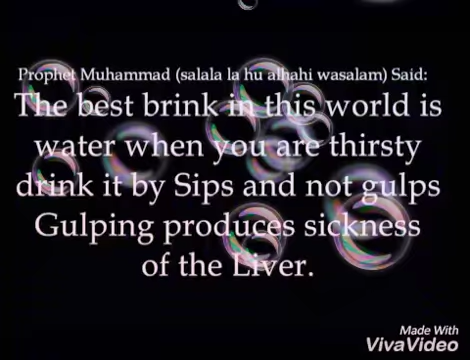 Prophet Muhammad (salala la hu alhahi wasalam) Said:
The best brink in this world is
water when you are thirsty
drink it by Sips and not gulps
Gulping produces sickness
of the Liver.
Made With
VivaVideo